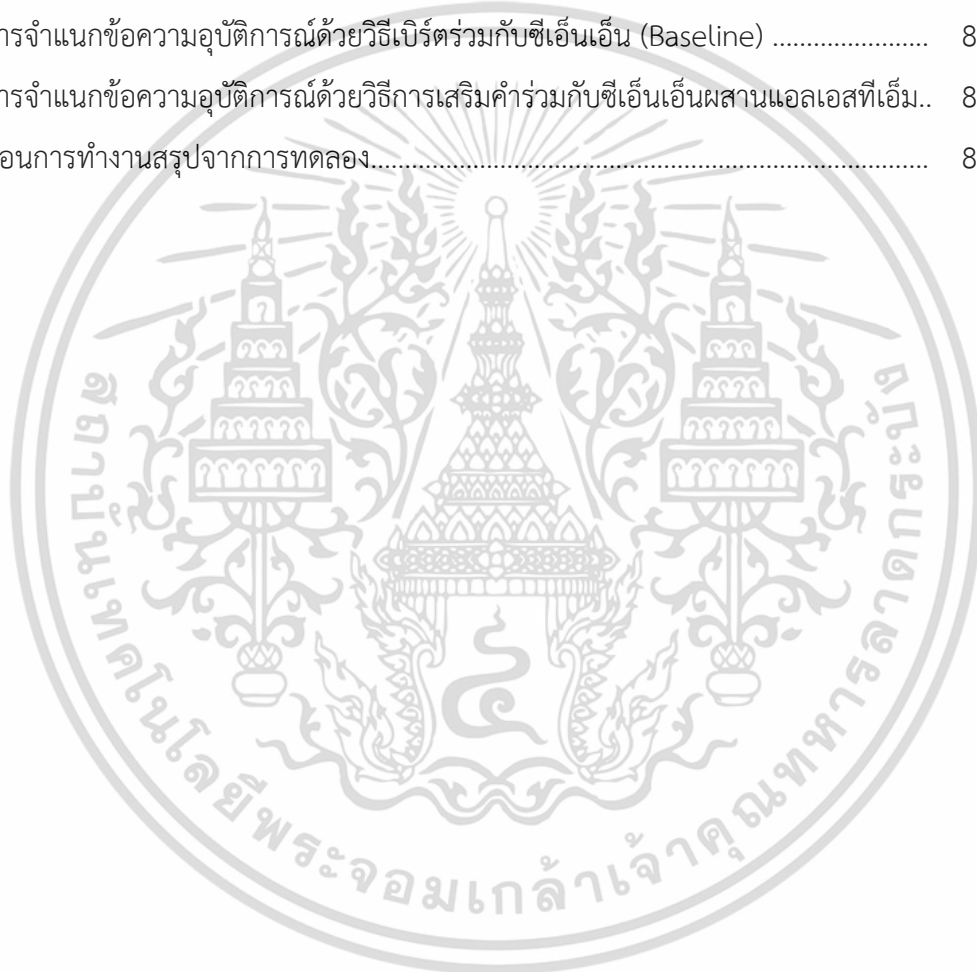 ารจำแนกข้อความอุบัติการณ์ด้วยวิธีเบิร์ตร่วมกับซีเอ็นเอ็น (Baseline) ....................... 8
ารจำแนกข้อความอุบัติการณ์ด้วยวิธีการเสริมคำร่วมกับซีเอ็นเอ็นผสานแอลเอสทีเอ็ม.. 8
อนการทำงานสรุปจากการทดลอง.................................................................................. 8
สถาบันเทคโนโลยีพระจอมเกล้าเจ้าคุณทหารลาดกระบัง